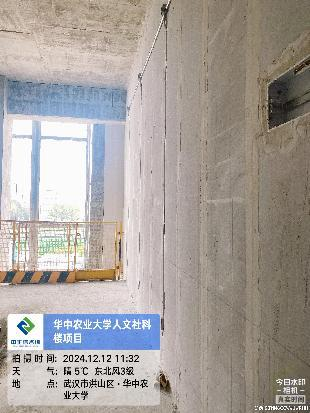 华中农业大学人文社科
楼项目
拍摄时间：2024.12.12 11:32
天气：晴 5℃ 东北风3级
地点：武汉市洪山区·华中农
业大学
今日水印
-相机-
真实时间